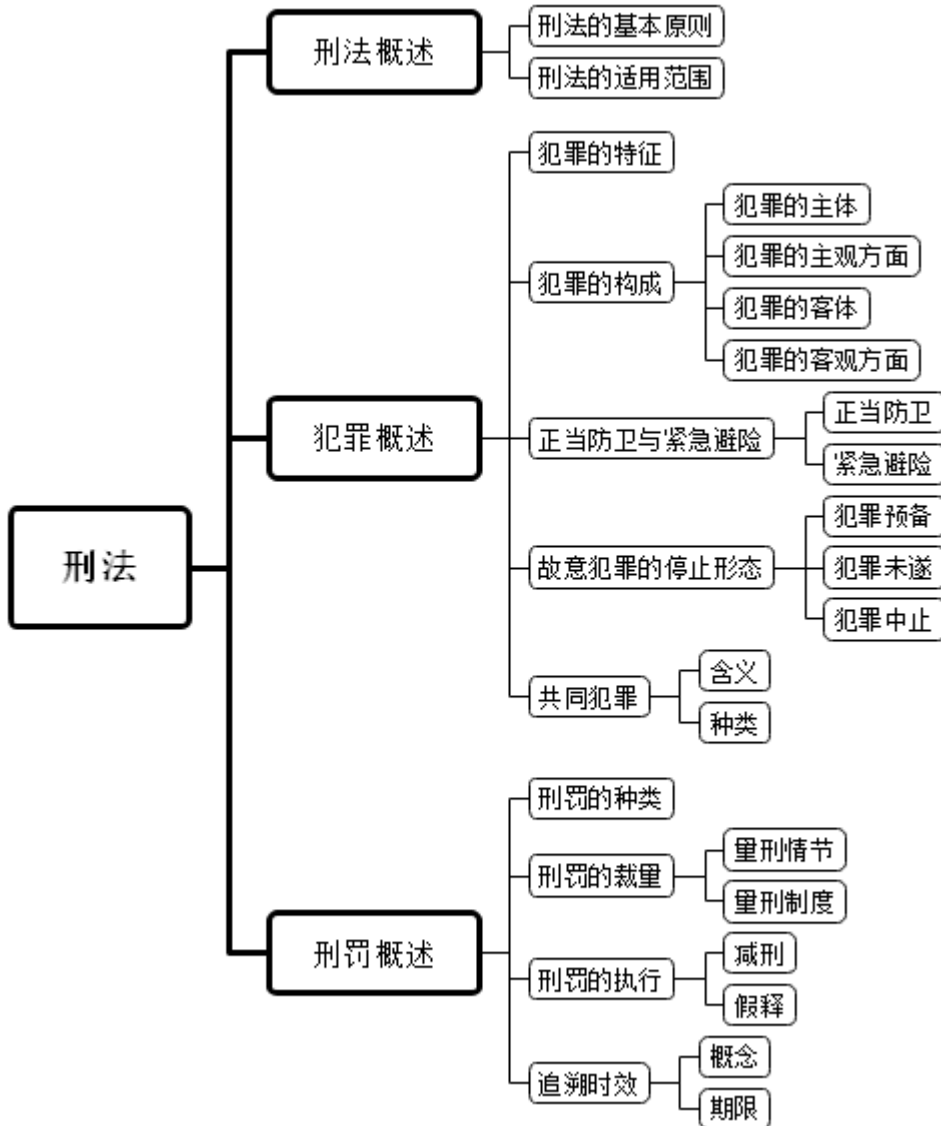 刑法
刑法概述
刑法的基本原则
刑法的适用范围
犯罪概述
犯罪的特征
犯罪的构成
犯罪的主体
犯罪的主观方面
犯罪的客体
犯罪的客观方面
正当防卫与紧急避险
正当防卫
紧急避险
故意犯罪的停止形态
犯罪预备
犯罪未遂
犯罪中止
共同犯罪
含义
种类
刑罚概述
刑罚的种类
刑罚的裁量
量刑情节
量刑制度
刑罚的执行
减刑
假释
追溯时效
概念
期限